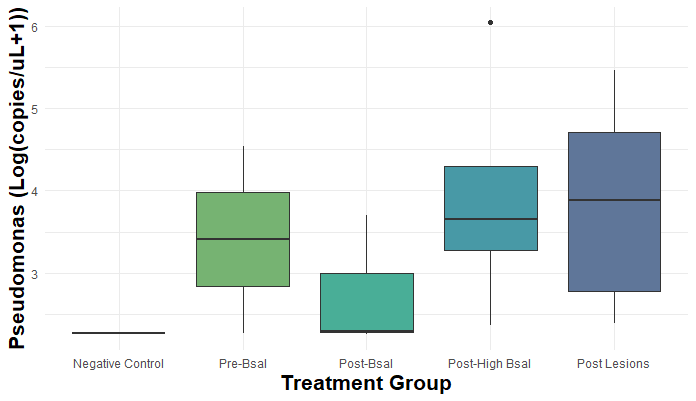 Pseudomonas (Log(copies/uL+1))
6
5
4
3
Negative Control
Pre-Bsal
Post-Bsal
Post-High Bsal
Post Lesions
Treatment Group